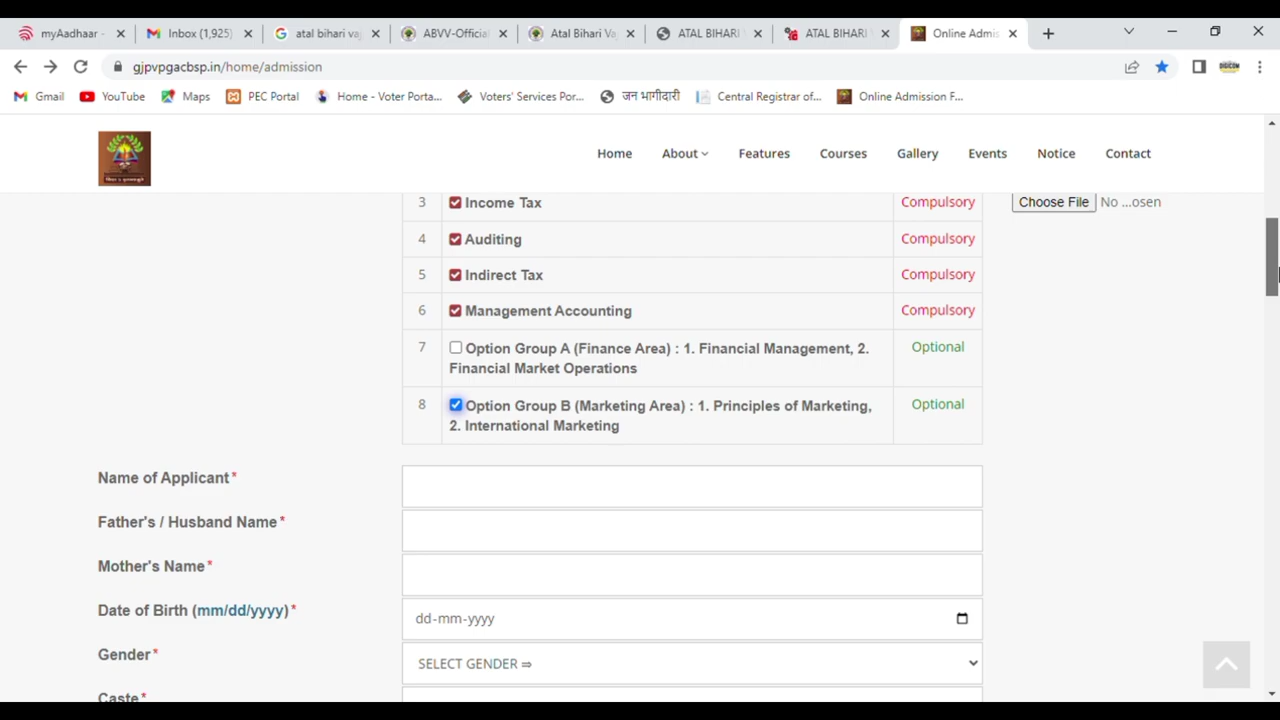 myAadhaar -
Inbox (1,925)
atal bihari vaj
ABVV-Official
Atal Bihari Va
ATAL BIHARI
ATAL BIHARI
Online Admis
gjpvpgacbsp.in/home/admission
Gmail
YouTube
Maps
PEC Portal
Home - Voter Porta...
Voters' Services Por...
जन भागीदारी
Central Registrar of...
Online Admission F...
Home
About
Features
Courses
Gallery
Events
Notice
Contact
3 Income Tax Compulsory
Choose File No ...osen
4 Auditing Compulsory
5 Indirect Tax Compulsory
6 Management Accounting Compulsory
7 Option Group A (Finance Area) : 1. Financial Management, 2. Optional
Financial Market Operations
8 Option Group B (Marketing Area) : 1. Principles of Marketing, Optional
2. International Marketing
Name of Applicant*
Father's / Husband Name*
Mother's Name*
Date of Birth (mm/dd/yyyy)* dd-mm-yyyy
Gender* SELECT GENDER ⇒
Caste*